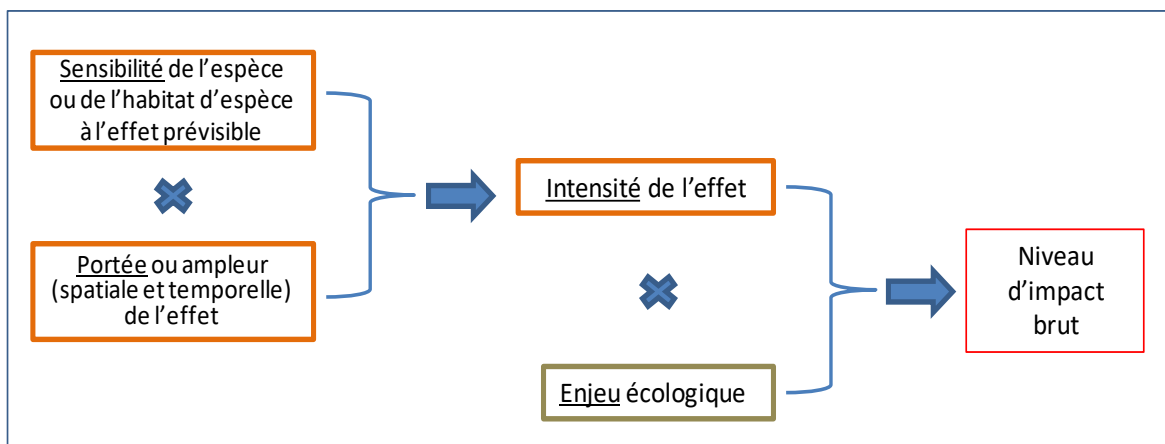 Sensibilité de l’espèce
ou de l’habitat d’espèce
à l’effet prévisible
Portée ou ampleur
(spatiale et temporelle)
de l’effet
Intensité de l’effet
Enjeu écologique
Niveau
d’impact
brut